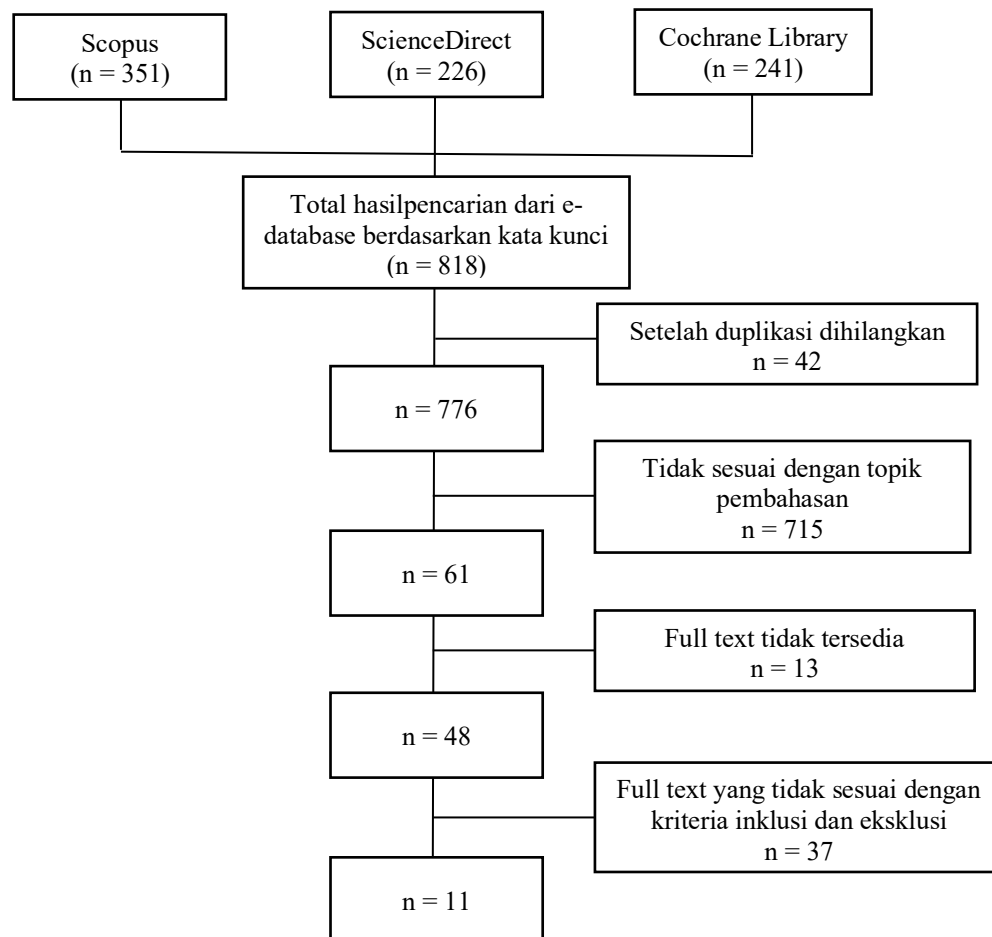 Scopus
(n = 351)
ScienceDirect
(n = 226)
Cochrane Library
(n = 241)
Total hasilpencarian dari e-
database berdasarkan kata kunci
(n = 818)
Setelah duplikasi dihilangkan
n = 42
n = 776
Tidak sesuai dengan topik
pembahasan
n = 715
n = 61
Full text tidak tersedia
n = 13
n = 48
Full text yang tidak sesuai dengan
kriteria inklusi dan eksklusi
n = 37
n = 11